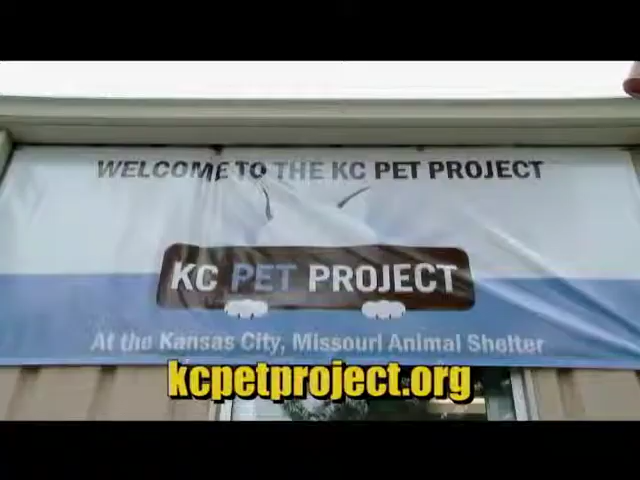 WELCOME TO THE KC PET PROJECT
KC PET PROJECT
At the Kansas City, Missouri Animal Shelter
kcpetproject.org